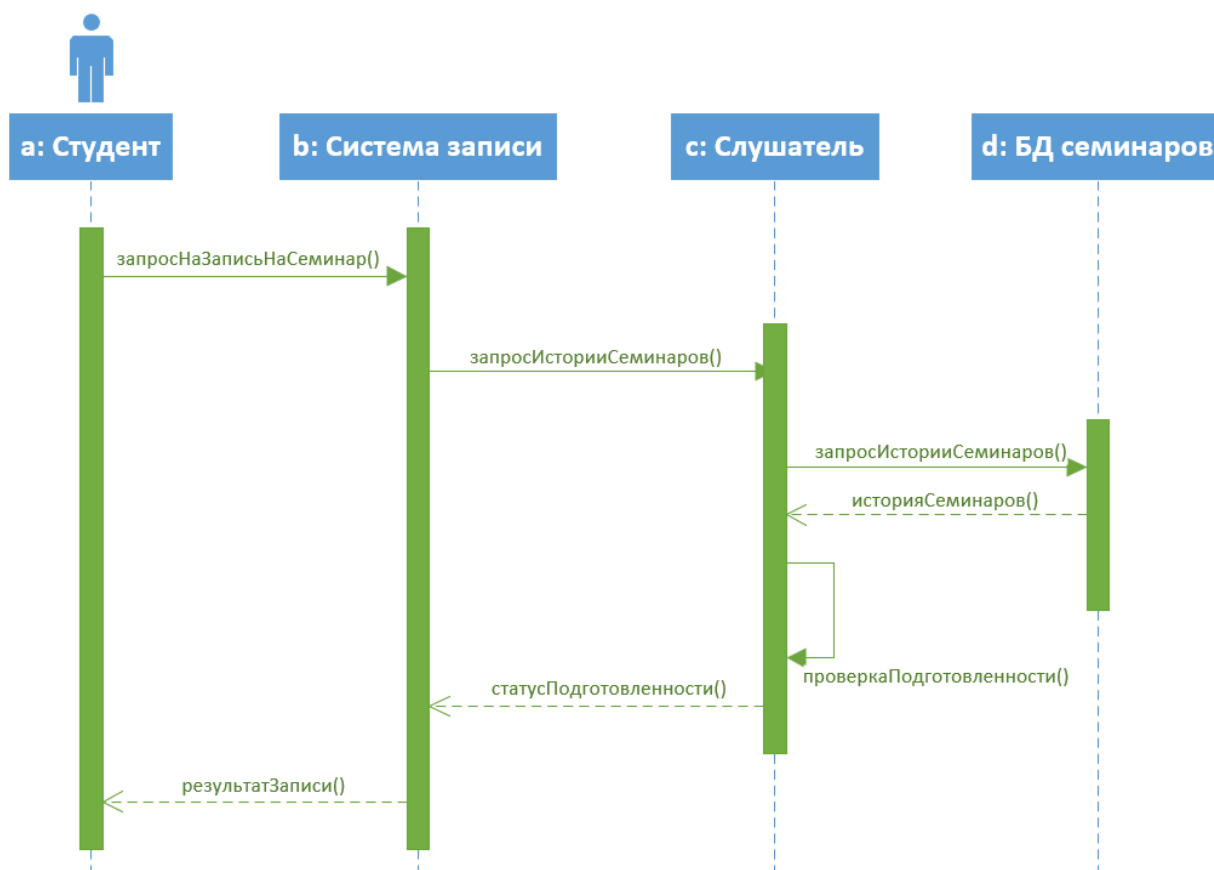 a: Студент
b: Система записи
c: Слушатель
d: БД семинаров
запросНаЗаписьНаСеминар()
запросИсторииСеминаров()
запросИсторииСеминаров()
историяСеминаров()
проверкаПодготовленности()
статусПодготовленности()
результатЗаписи()